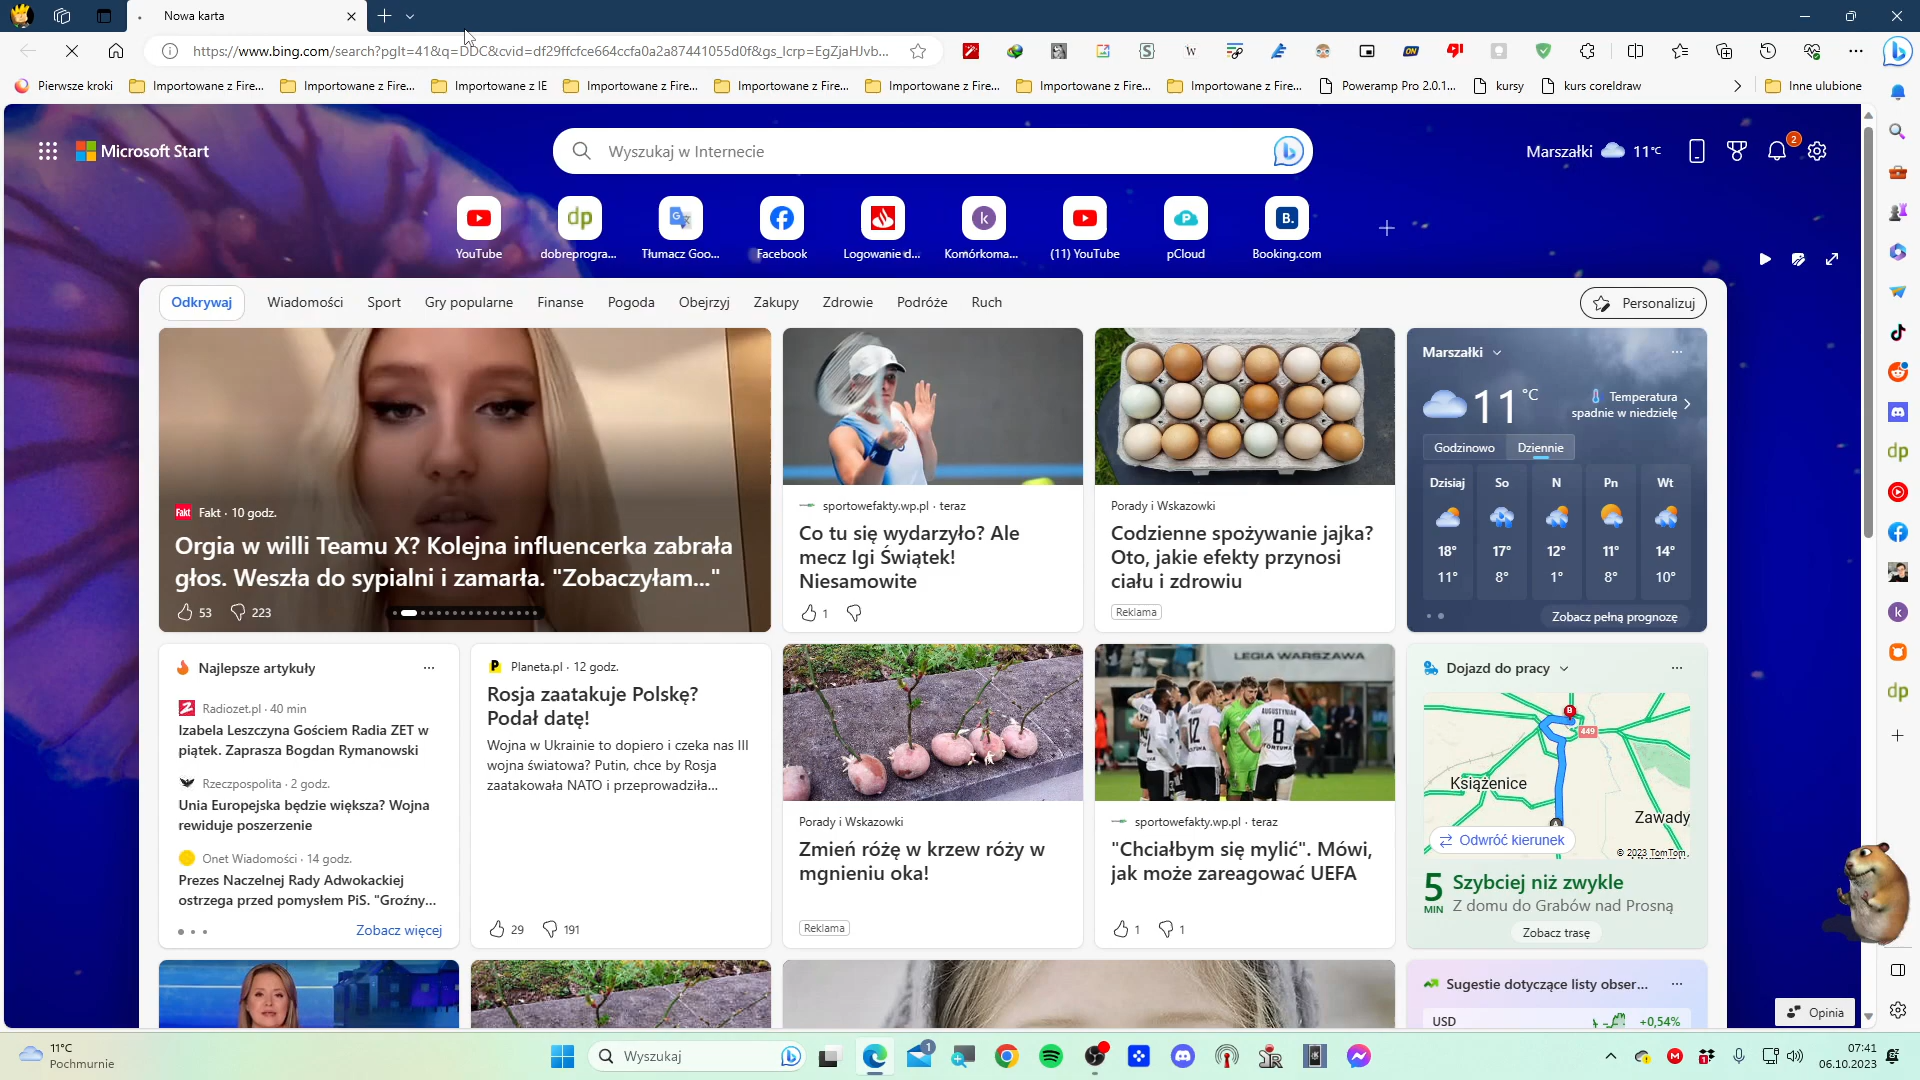 Nowa karta
https://www.bing.com/search?pglt=41&q=DDC&cvid=df29ffcfce664ccfa0a2a87441055d0f&gs_lcrp=EgZjaHJvb...
Pierwsze kroki
Importowane z Fire...
Importowane z Fire...
Importowane z IE
Importowane z Fire...
Importowane z Fire...
Importowane z Fire...
Importowane z Fire...
Importowane z Fire...
Poweramp Pro 2.0.1...
kursy
kurs coreldraw
Inne ulubione
Microsoft Start
Wyszukaj w Internecie
Marszałki
11°C
2
YouTube
dobreprogra...
Tłumacz Goo...
Facebook
Logowanie d...
Komórkoma...
(11) YouTube
pCloud
Booking.com
Odkrywaj
Wiadomości
Sport
Gry popularne
Finanse
Pogoda
Obejrzyj
Zakupy
Zdrowie
Podróże
Ruch
Personalizuj
Fakt · 10 godz.
Orgia w willi Teamu X? Kolejna influencerka zabrała
głos. Weszła do sypialni i zamarła. "Zobaczyłam..."
53
223
sportowefakty.wp.pl · teraz
Co tu się wydarzyło? Ale
mecz Igi Świątek!
Niesamowite
1
Porady i Wskazowki
Codzienne spożywanie jajka?
Oto, jakie efekty przynosi
ciału i zdrowiu
Reklama
Marszałki
11 °C
Temperatura
spadnie w niedzielę
Godzinowo
Dziennie
Dzisiaj So N Pn Wt
18° 17° 12° 11° 14°
11° 8° 1° 8° 10°
Zobacz pełną prognozę
Najlepsze artykuły
Radiozet.pl · 40 min
Izabela Leszczyna Gościem Radia ZET w
piątek. Zaprasza Bogdan Rymanowski
Rzeczpospolita · 2 godz.
Unia Europejska będzie większa? Wojna
rewiduje poszerzenie
Onet Wiadomości · 14 godz.
Prezes Naczelnej Rady Adwokackiej
ostrzega przed pomysłem PiS. "Groźny...
Zobacz więcej
Planeta.pl · 12 godz.
Rosja zaatakuje Polskę?
Podał datę!
Wojna w Ukrainie to dopiero i czeka nas III
wojna światowa? Putin, chce by Rosja
zaatakowała NATO i przeprowadziła...
29
191
Porady i Wskazowki
Zmień różę w krzew róży w
mgnieniu oka!
Reklama
LEGIA WARSZAWA
AUGUSTYNIAK
12
8
FORTUNA
sportowefakty.wp.pl · teraz
"Chciałbym się mylić". Mówi,
jak może zareagować UEFA
1
1
Dojazd do pracy
449
Książenice
Zawady
Odwróć kierunek
© 2023 TomTom
5 MIN
Szybciej niż zwykle
Z domu do Grabów nad Prosną
Zobacz trasę
Sugestie dotyczące listy obser...
USD
+0,54%
Opinia
11°C
Pochmurnie
Wyszukaj
1
07:41
06.10.2023